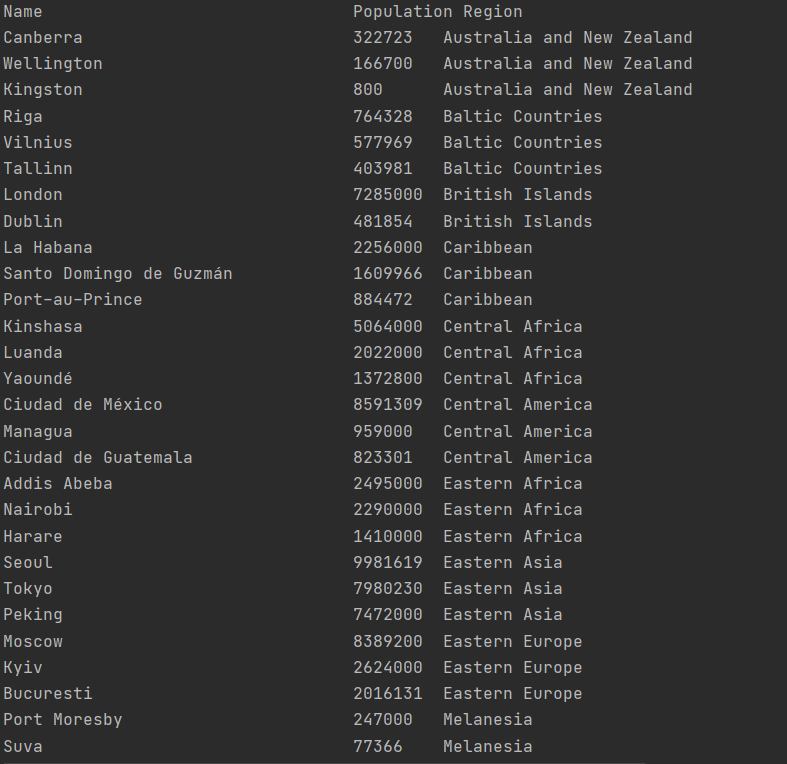 Name Population Region
Canberra 322723 Australia and New Zealand
Wellington 166700 Australia and New Zealand
Kingston 800 Australia and New Zealand
Riga 764328 Baltic Countries
Vilnius 577969 Baltic Countries
Tallinn 403981 Baltic Countries
London 7285000 British Islands
Dublin 481854 British Islands
La Habana 2256000 Caribbean
Santo Domingo de Guzmán 1609966 Caribbean
Port-au-Prince 884472 Caribbean
Kinshasa 5064000 Central Africa
Luanda 2022000 Central Africa
Yaoundé 1372800 Central Africa
Ciudad de México 8591309 Central America
Managua 959000 Central America
Ciudad de Guatemala 823301 Central America
Addis Abeba 2495000 Eastern Africa
Nairobi 2290000 Eastern Africa
Harare 1410000 Eastern Africa
Seoul 9981619 Eastern Asia
Tokyo 7980230 Eastern Asia
Peking 7472000 Eastern Asia
Moscow 8389200 Eastern Europe
Kyiv 2624000 Eastern Europe
Bucuresti 2016131 Eastern Europe
Port Moresby 247000 Melanesia
Suva 77366 Melanesia